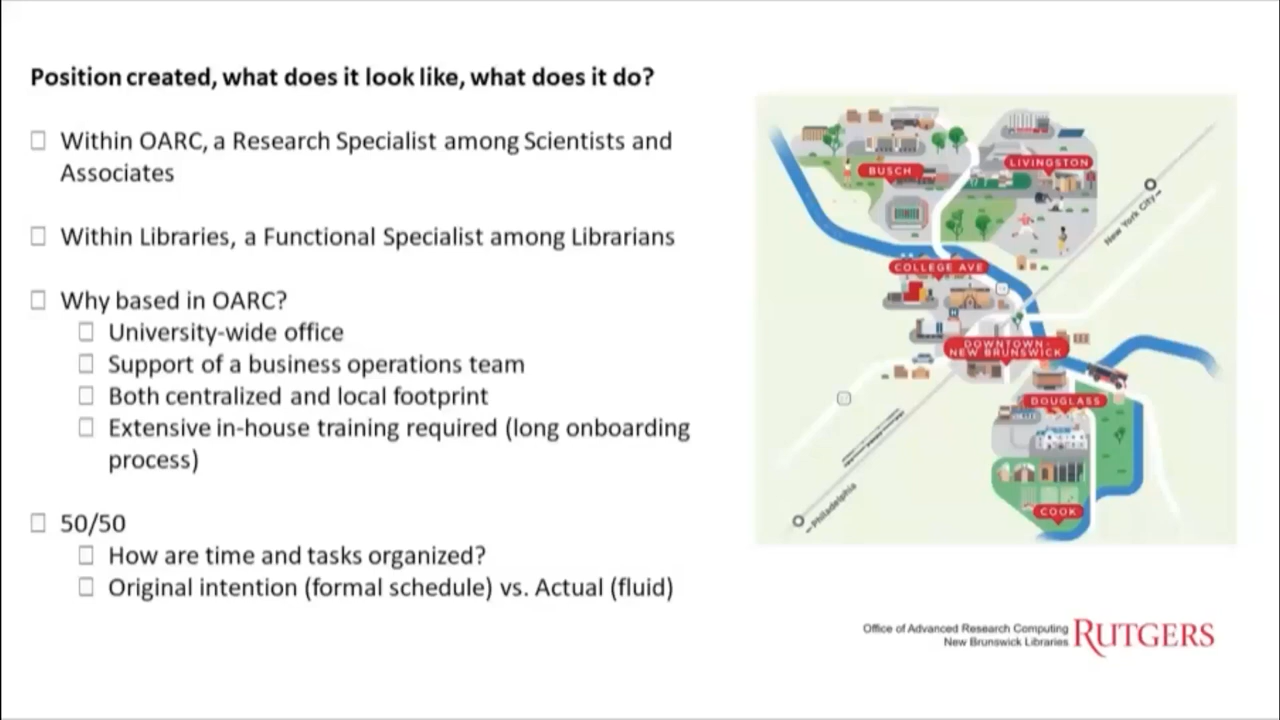 Position created, what does it look like, what does it do?
Within OARC, a Research Specialist among Scientists and
Associates
Within Libraries, a Functional Specialist among Librarians
Why based in OARC?
University-wide office
Support of a business operations team
Both centralized and local footprint
Extensive in-house training required (long onboarding
process)
50/50
How are time and tasks organized?
Original intention (formal schedule) vs. Actual (fluid)
BUSCH
LIVINGSTON
New York City
COLLEGE AVE
DOWNTOWN-
NEW BRUNSWICK
DOUGLASS
COOK
Philadelphia
Office of Advanced Research Computing
New Brunswick Libraries
RUTGERS